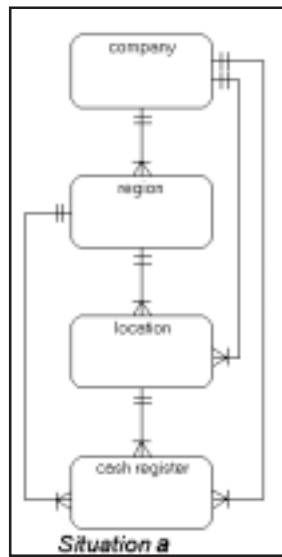 company
region
location
cash register
Situation a